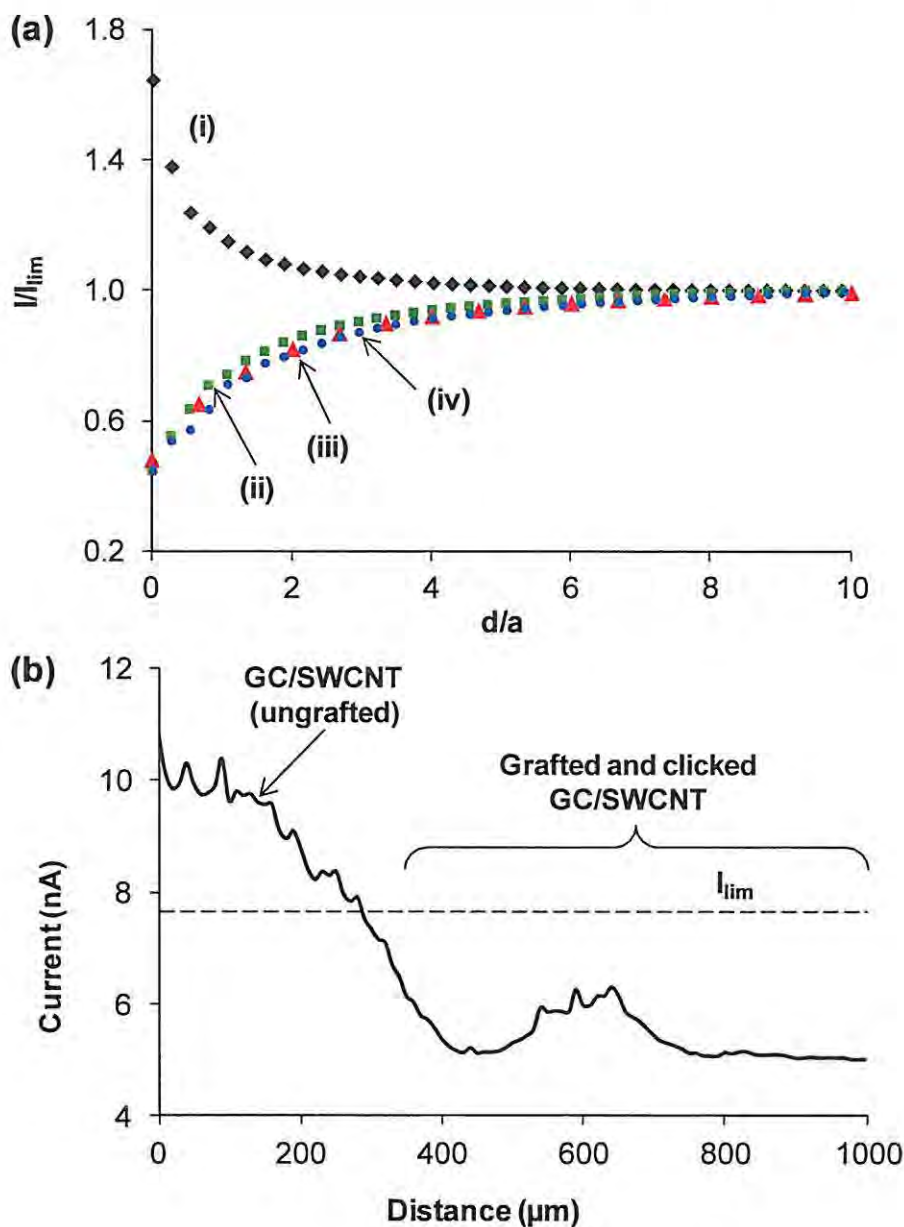 (a)
1.8
1.4
1.0
0.6
0.2
I/I_lim
(i)
(ii)
(iii)
(iv)
0 2 4 6 8 10
d/a
(b)
12
10
8
6
4
Current (nA)
GC/SWCNT
(ungrafted)
Grafted and clicked
GC/SWCNT
I_lim
0 200 400 600 800 1000
Distance (µm)